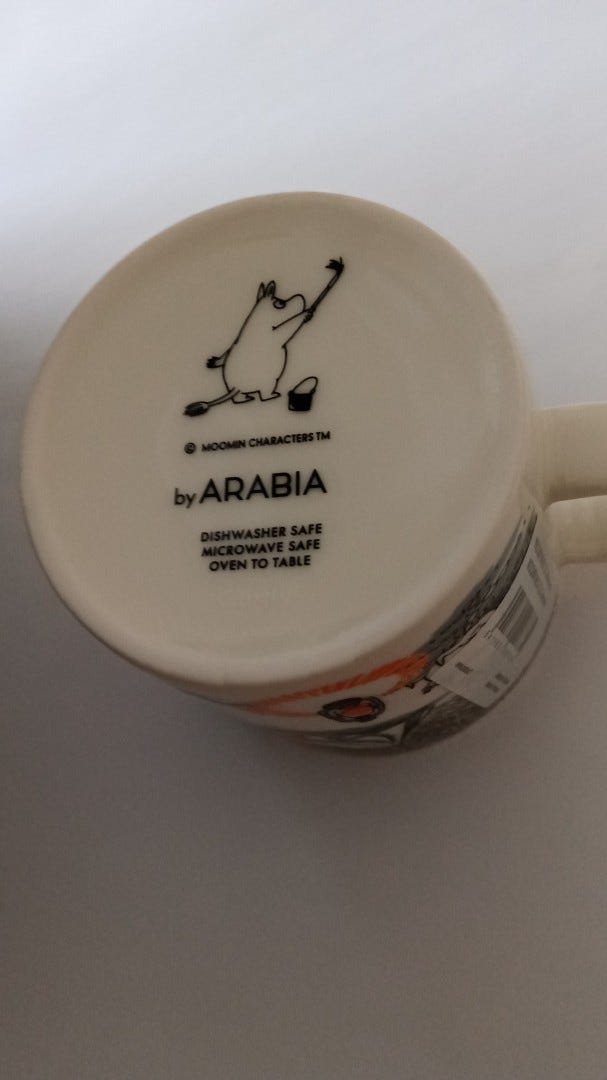 © MOOMIN CHARACTERS TM
by ARABIA
DISHWASHER SAFE
MICROWAVE SAFE
OVEN TO TABLE